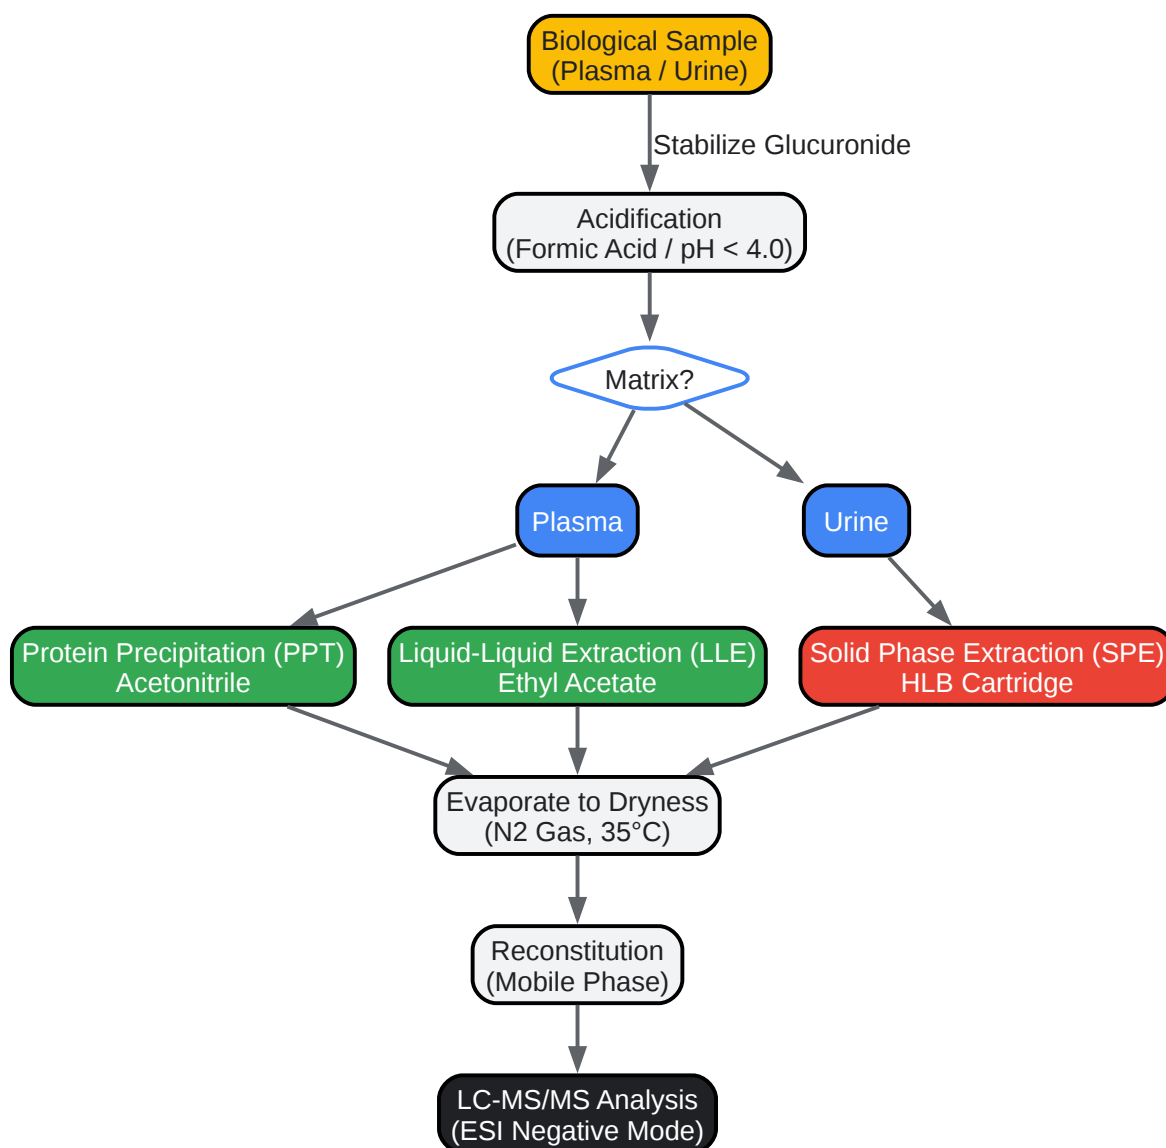 Biological Sample
(Plasma / Urine)
Stabilize Glucuronide
Acidification
(Formic Acid / pH < 4.0)
Matrix?
Plasma
Urine
Protein Precipitation (PPT)
Acetonitrile
Liquid-Liquid Extraction (LLE)
Ethyl Acetate
Solid Phase Extraction (SPE)
HLB Cartridge
Evaporate to Dryness
(N2 Gas, 35°C)
Reconstitution
(Mobile Phase)
LC-MS/MS Analysis
(ESI Negative Mode)